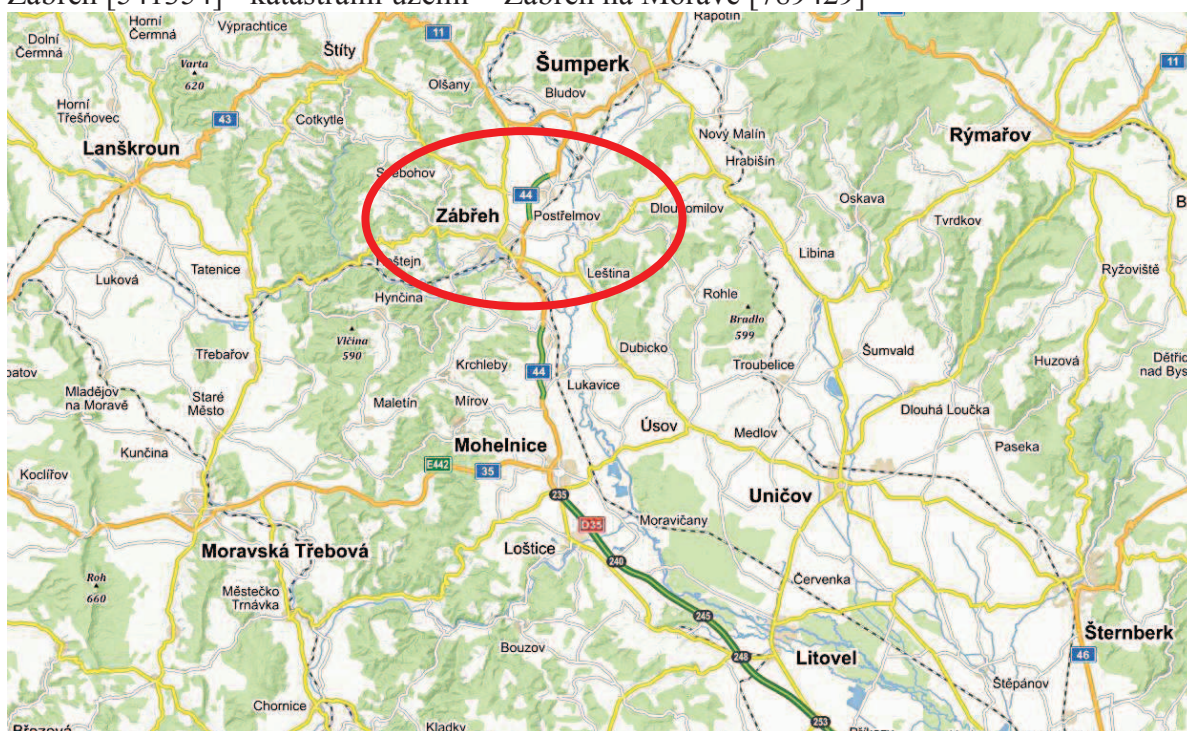 Zábřeh [541354] - katastrální území - Zábřeh na Moravě [789429]
Horní Čermná
Výprachtice
11
Rapotín
Dolní Čermná
Štíty
Varta
620
Šumperk
11
Olšany
Bludov
Horní Třešňovec
43
Cotkytle
Nový Malín
Rýmařov
Lanškroun
Hrabišín
44
Oskava
Zábřeh
Postřelmov
Tvrdkov
B
Libina
Tatenice
Leština
Ryžoviště
Luková
Hynčina
Rohle
Bradlo
599
Vlčina
590
Třebařov
Dubicko
Šumvald
Krchleby
Troubelice
Huzová
44
Lukavice
Mladějov na Moravě
Staré Město
Maletín
Mírov
Dlouhá Loučka
Úsov
Medlov
Paseka
Mohelnice
Kunčina
E442
35
Koclířov
235
Uničov
D35
Moravičany
Moravská Třebová
Loštice
240
Roh
660
Městečko Trnávka
Červenka
245
Šternberk
Bouzov
248
Litovel
46
Štěpánov
Chornice
253
Kladky